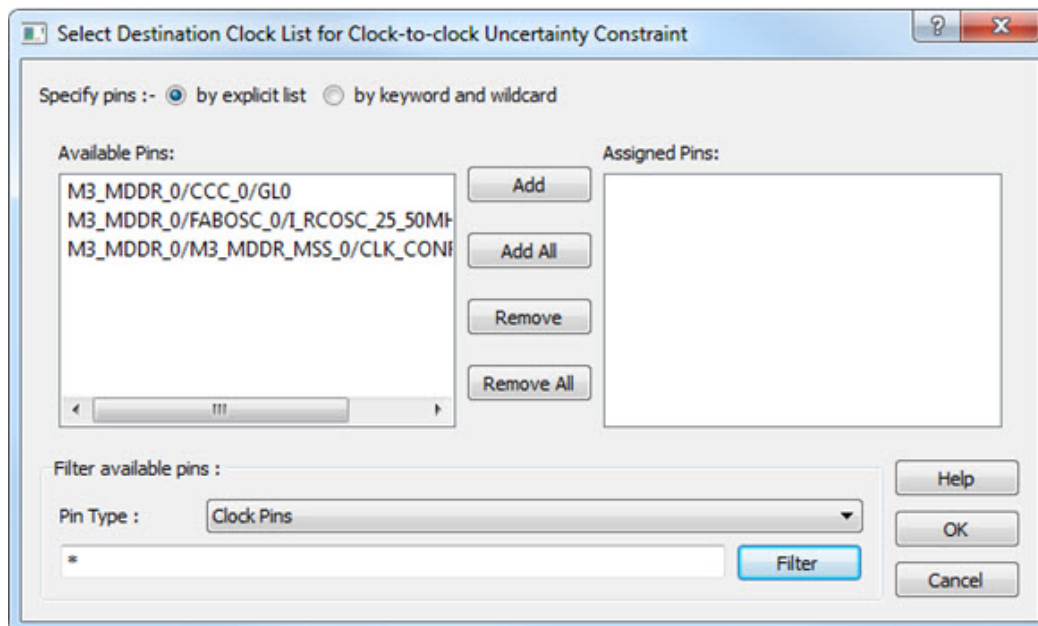 Select Destination Clock List for Clock-to-clock Uncertainty Constraint
Specify pins :- by explicit list by keyword and wildcard
Available Pins:
Assigned Pins:
M3_MDDR_0/CCC_0/GL0
M3_MDDR_0/FABOSC_0/I_RCOSC_25_50MH
M3_MDDR_0/M3_MDDR_MSS_0/CLK_CONF
Add
Add All
Remove
Remove All
Filter available pins :
Pin Type : Clock Pins
*
Filter
Help
OK
Cancel